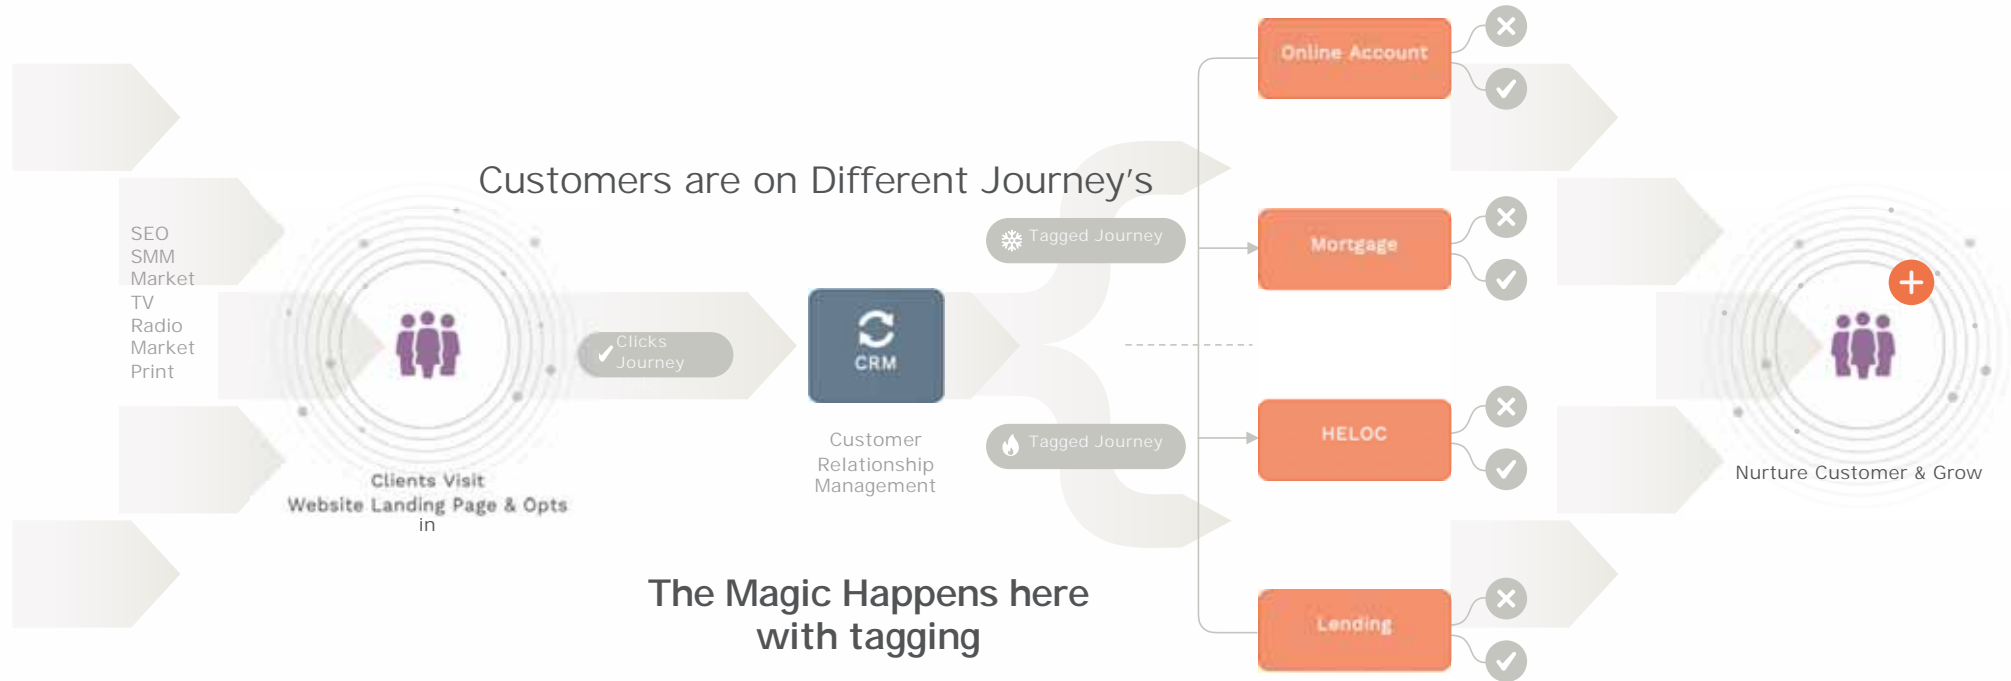 Customers are on Different Journey's
SEO
SMM
Market
TV
Radio
Market
Print
Clients Visit
Website Landing Page & Opts
in
Clicks
Journey
CRM
Customer
Relationship
Management
Tagged Journey
Tagged Journey
The Magic Happens here
with tagging
Online Account
Mortgage
HELOC
Lending
Nurture Customer & Grow